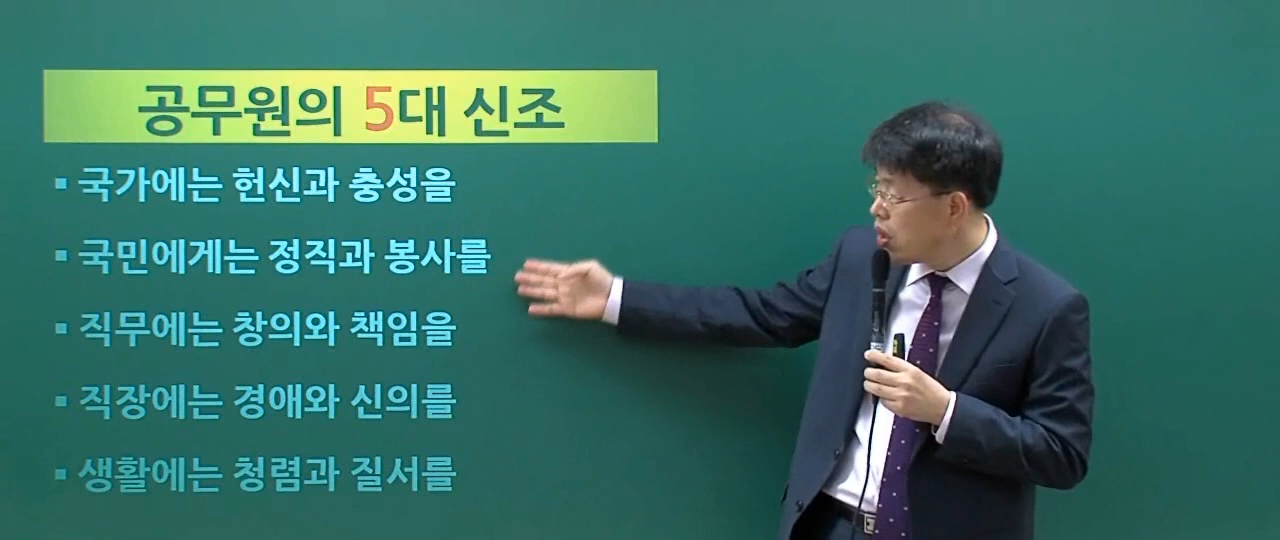 공무원의 5대 신조
▪ 국가에는 헌신과 충성을
▪ 국민에게는 정직과 봉사를
▪ 직무에는 창의와 책임을
▪ 직장에는 경애와 신의를
▪ 생활에는 청렴과 질서를